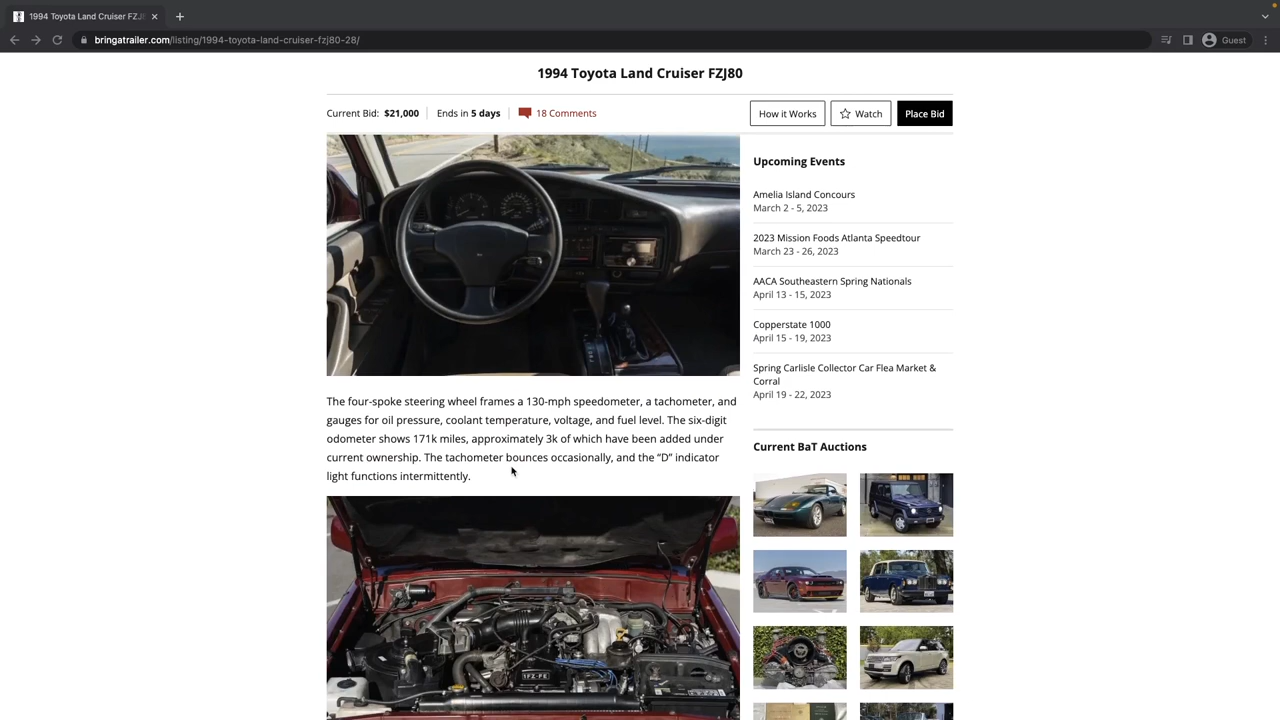 1994 Toyota Land Cruiser FZJ
bringatrailer.com/listing/1994-toyota-land-cruiser-fzj80-28/
Guest
1994 Toyota Land Cruiser FZJ80
Current Bid: $21,000
Ends in 5 days
18 Comments
How it Works
Watch
Place Bid
The four-spoke steering wheel frames a 130-mph speedometer, a tachometer, and
gauges for oil pressure, coolant temperature, voltage, and fuel level. The six-digit
odometer shows 171k miles, approximately 3k of which have been added under
current ownership. The tachometer bounces occasionally, and the “D” indicator
light functions intermittently.
1FZ-FE
Upcoming Events
Amelia Island Concours
March 2 - 5, 2023
2023 Mission Foods Atlanta Speedtour
March 23 - 26, 2023
AACA Southeastern Spring Nationals
April 13 - 15, 2023
Copperstate 1000
April 15 - 19, 2023
Spring Carlisle Collector Car Flea Market &
Corral
April 19 - 22, 2023
Current BaT Auctions